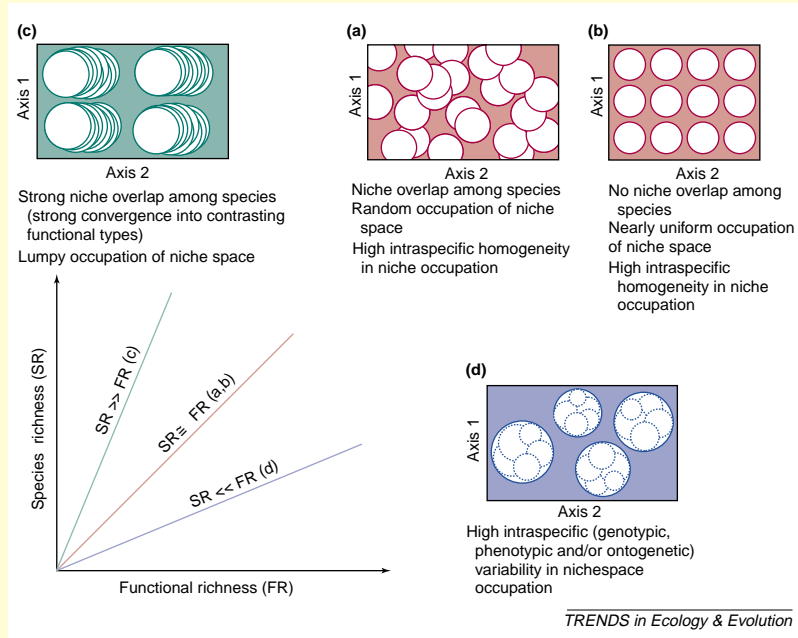 (c)
Axis 1
Axis 2
Strong niche overlap among species
(strong convergence into contrasting
functional types)
Lumpy occupation of niche space
(a)
Axis 1
Axis 2
Niche overlap among species
Random occupation of niche
space
High intraspecific homogeneity
in niche occupation
(b)
Axis 1
Axis 2
No niche overlap among
species
Nearly uniform occupation
of niche space
High intraspecific
homogeneity in niche
occupation
Species richness (SR)
SR >> FR (c)
SR≅ FR (a,b)
SR << FR (d)
Functional richness (FR)
(d)
Axis 1
Axis 2
High intraspecific (genotypic,
phenotypic and/or ontogenetic)
variability in nichespace
occupation
TRENDS in Ecology & Evolution